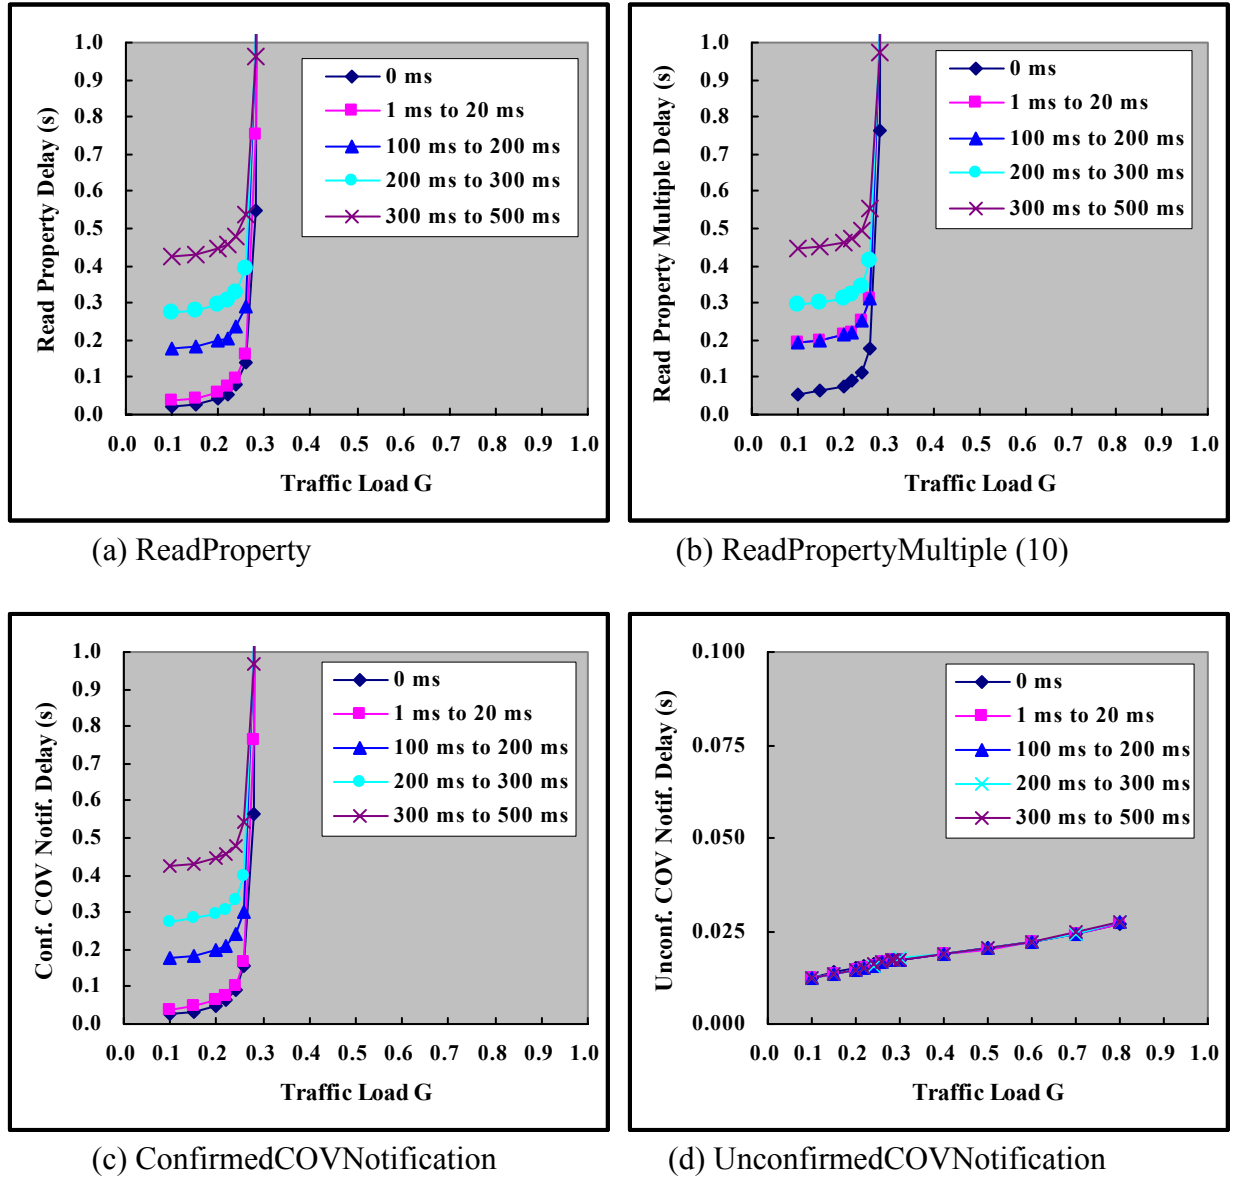 Read Property Delay (s)
1.0
0.9
0.8
0.7
0.6
0.5
0.4
0.3
0.2
0.1
0.0
0 ms
1 ms to 20 ms
100 ms to 200 ms
200 ms to 300 ms
300 ms to 500 ms
0.0 0.1 0.2 0.3 0.4 0.5 0.6 0.7 0.8 0.9 1.0
Traffic Load G
(a) ReadProperty
Read Property Multiple Delay (s)
1.0
0.9
0.8
0.7
0.6
0.5
0.4
0.3
0.2
0.1
0.0
0 ms
1 ms to 20 ms
100 ms to 200 ms
200 ms to 300 ms
300 ms to 500 ms
0.0 0.1 0.2 0.3 0.4 0.5 0.6 0.7 0.8 0.9 1.0
Traffic Load G
(b) ReadPropertyMultiple (10)
Conf. COV Notif. Delay (s)
1.0
0.9
0.8
0.7
0.6
0.5
0.4
0.3
0.2
0.1
0.0
0 ms
1 ms to 20 ms
100 ms to 200 ms
200 ms to 300 ms
300 ms to 500 ms
0.0 0.1 0.2 0.3 0.4 0.5 0.6 0.7 0.8 0.9 1.0
Traffic Load G
(c) ConfirmedCOVNotification
Unconf. COV Notif. Delay (s)
0.100
0.075
0.050
0.025
0.000
0 ms
1 ms to 20 ms
100 ms to 200 ms
200 ms to 300 ms
300 ms to 500 ms
0.0 0.1 0.2 0.3 0.4 0.5 0.6 0.7 0.8 0.9 1.0
Traffic Load G
(d) UnconfirmedCOVNotification